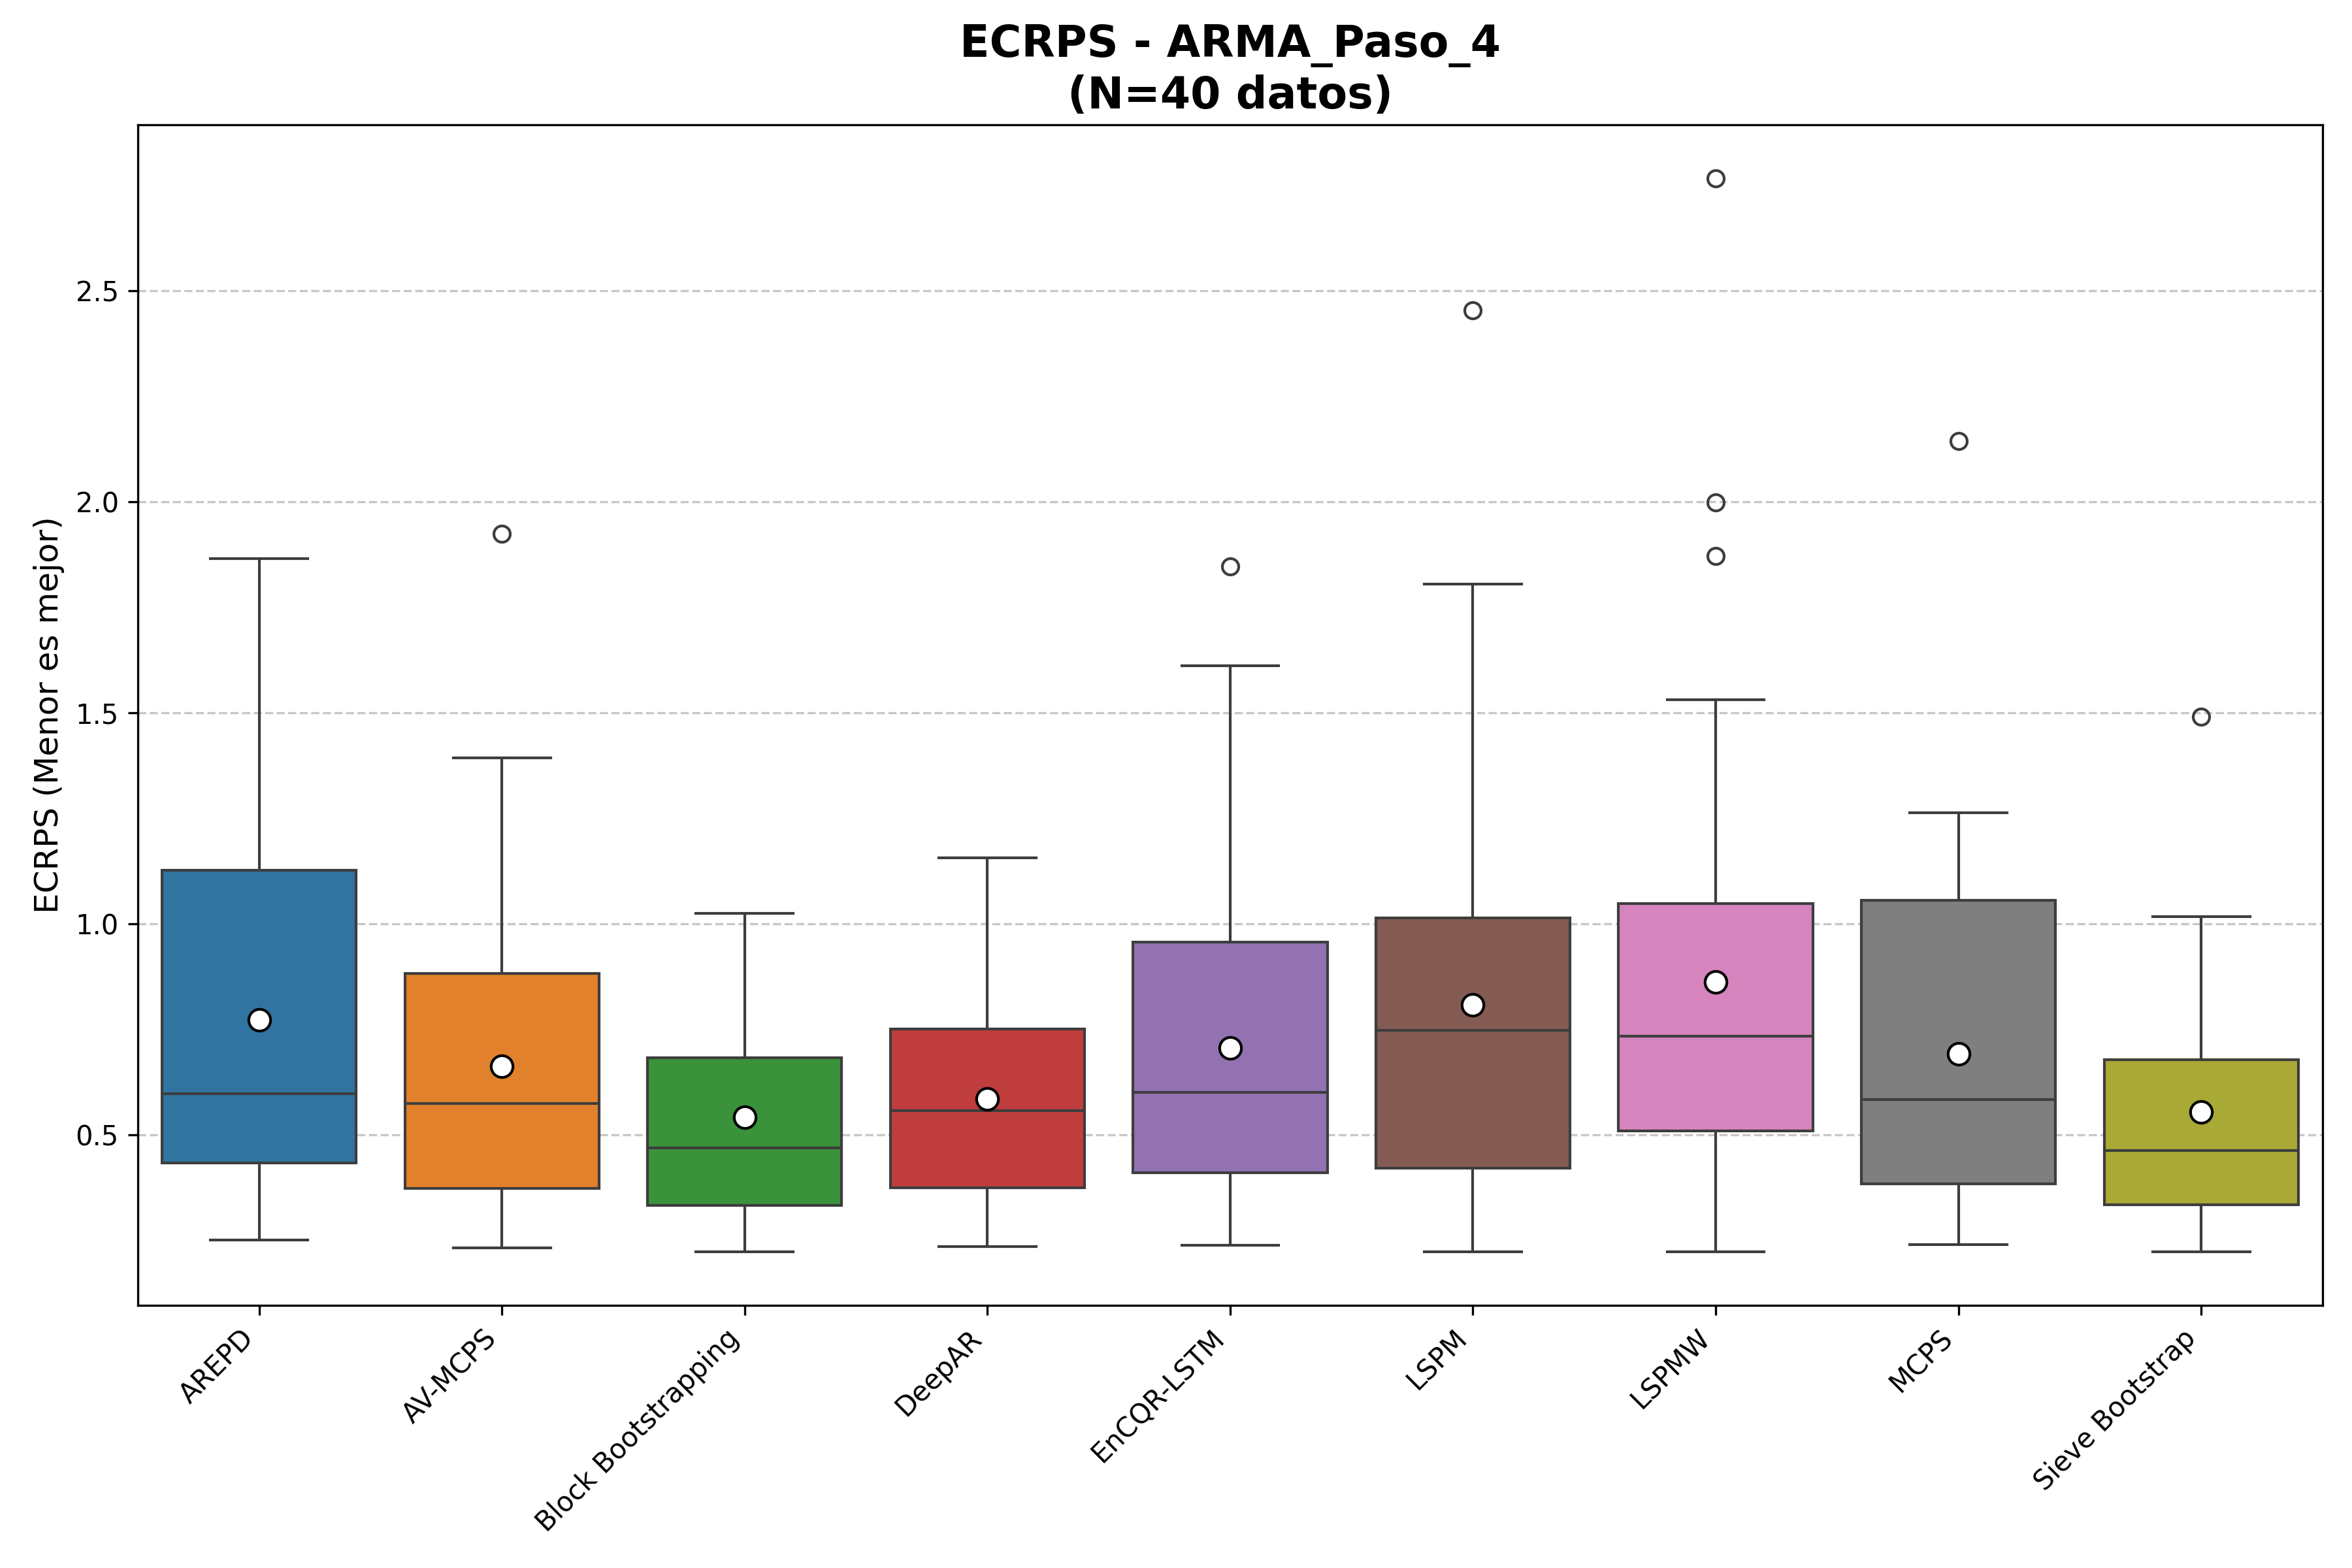 ECRPS - ARMA_Paso_4
(N=40 datos)
ECRPS (Menor es mejor)
2.5
2.0
1.5
1.0
0.5
AREPD
AV-MCPS
Block Bootstrapping
DeepAR
EnCQR-LSTM
LSPM
LSPMW
MCPS
Sieve Bootstrap